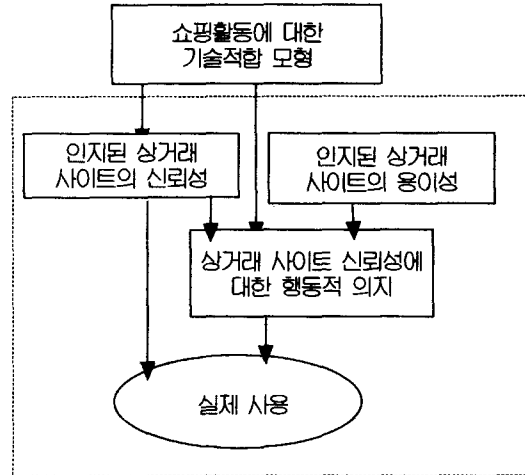 쇼핑활동에 대한
기술적합 모형
인지된 상거래
사이트의 신뢰성
인지된 상거래
사이트의 용이성
상거래 사이트 신뢰성에
대한 행동적 의지
실제 사용